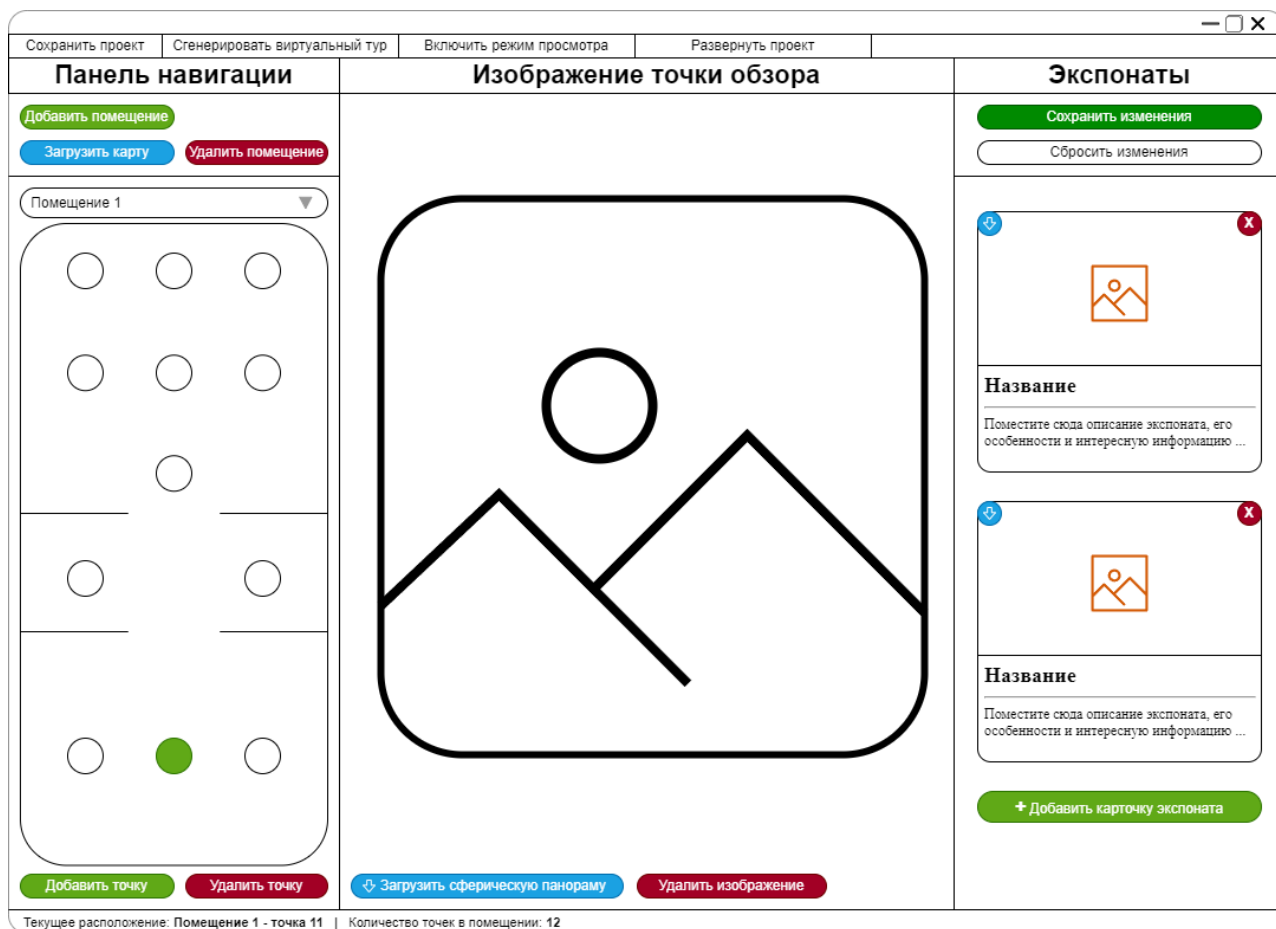 Сохранить проект
Сгенерировать виртуальный тур
Включить режим просмотра
Развернуть проект
Панель навигации
Изображение точки обзора
Экспонаты
Добавить помещение
Загрузить карту
Удалить помещение
Помещение 1
Добавить точку
Удалить точку
Загрузить сферическую панораму
Удалить изображение
Сохранить изменения
Сбросить изменения
X
Название
Поместите сюда описание экспоната, его
особенности и интересную информацию ...
X
Название
Поместите сюда описание экспоната, его
особенности и интересную информацию ...
+ Добавить карточку экспоната
Текущее расположение: Помещение 1 - точка 11 | Количество точек в помещении: 12